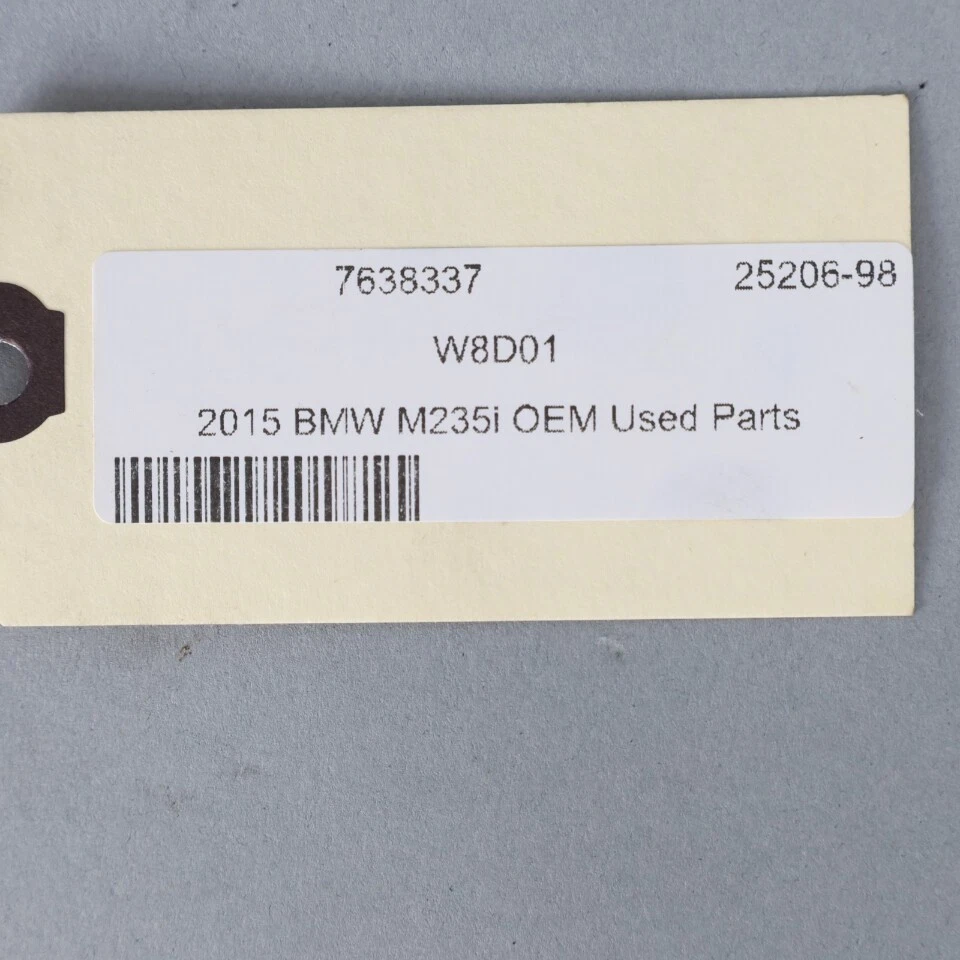 7638337 25206-98
W8D01
2015 BMW M235i OEM Used Parts